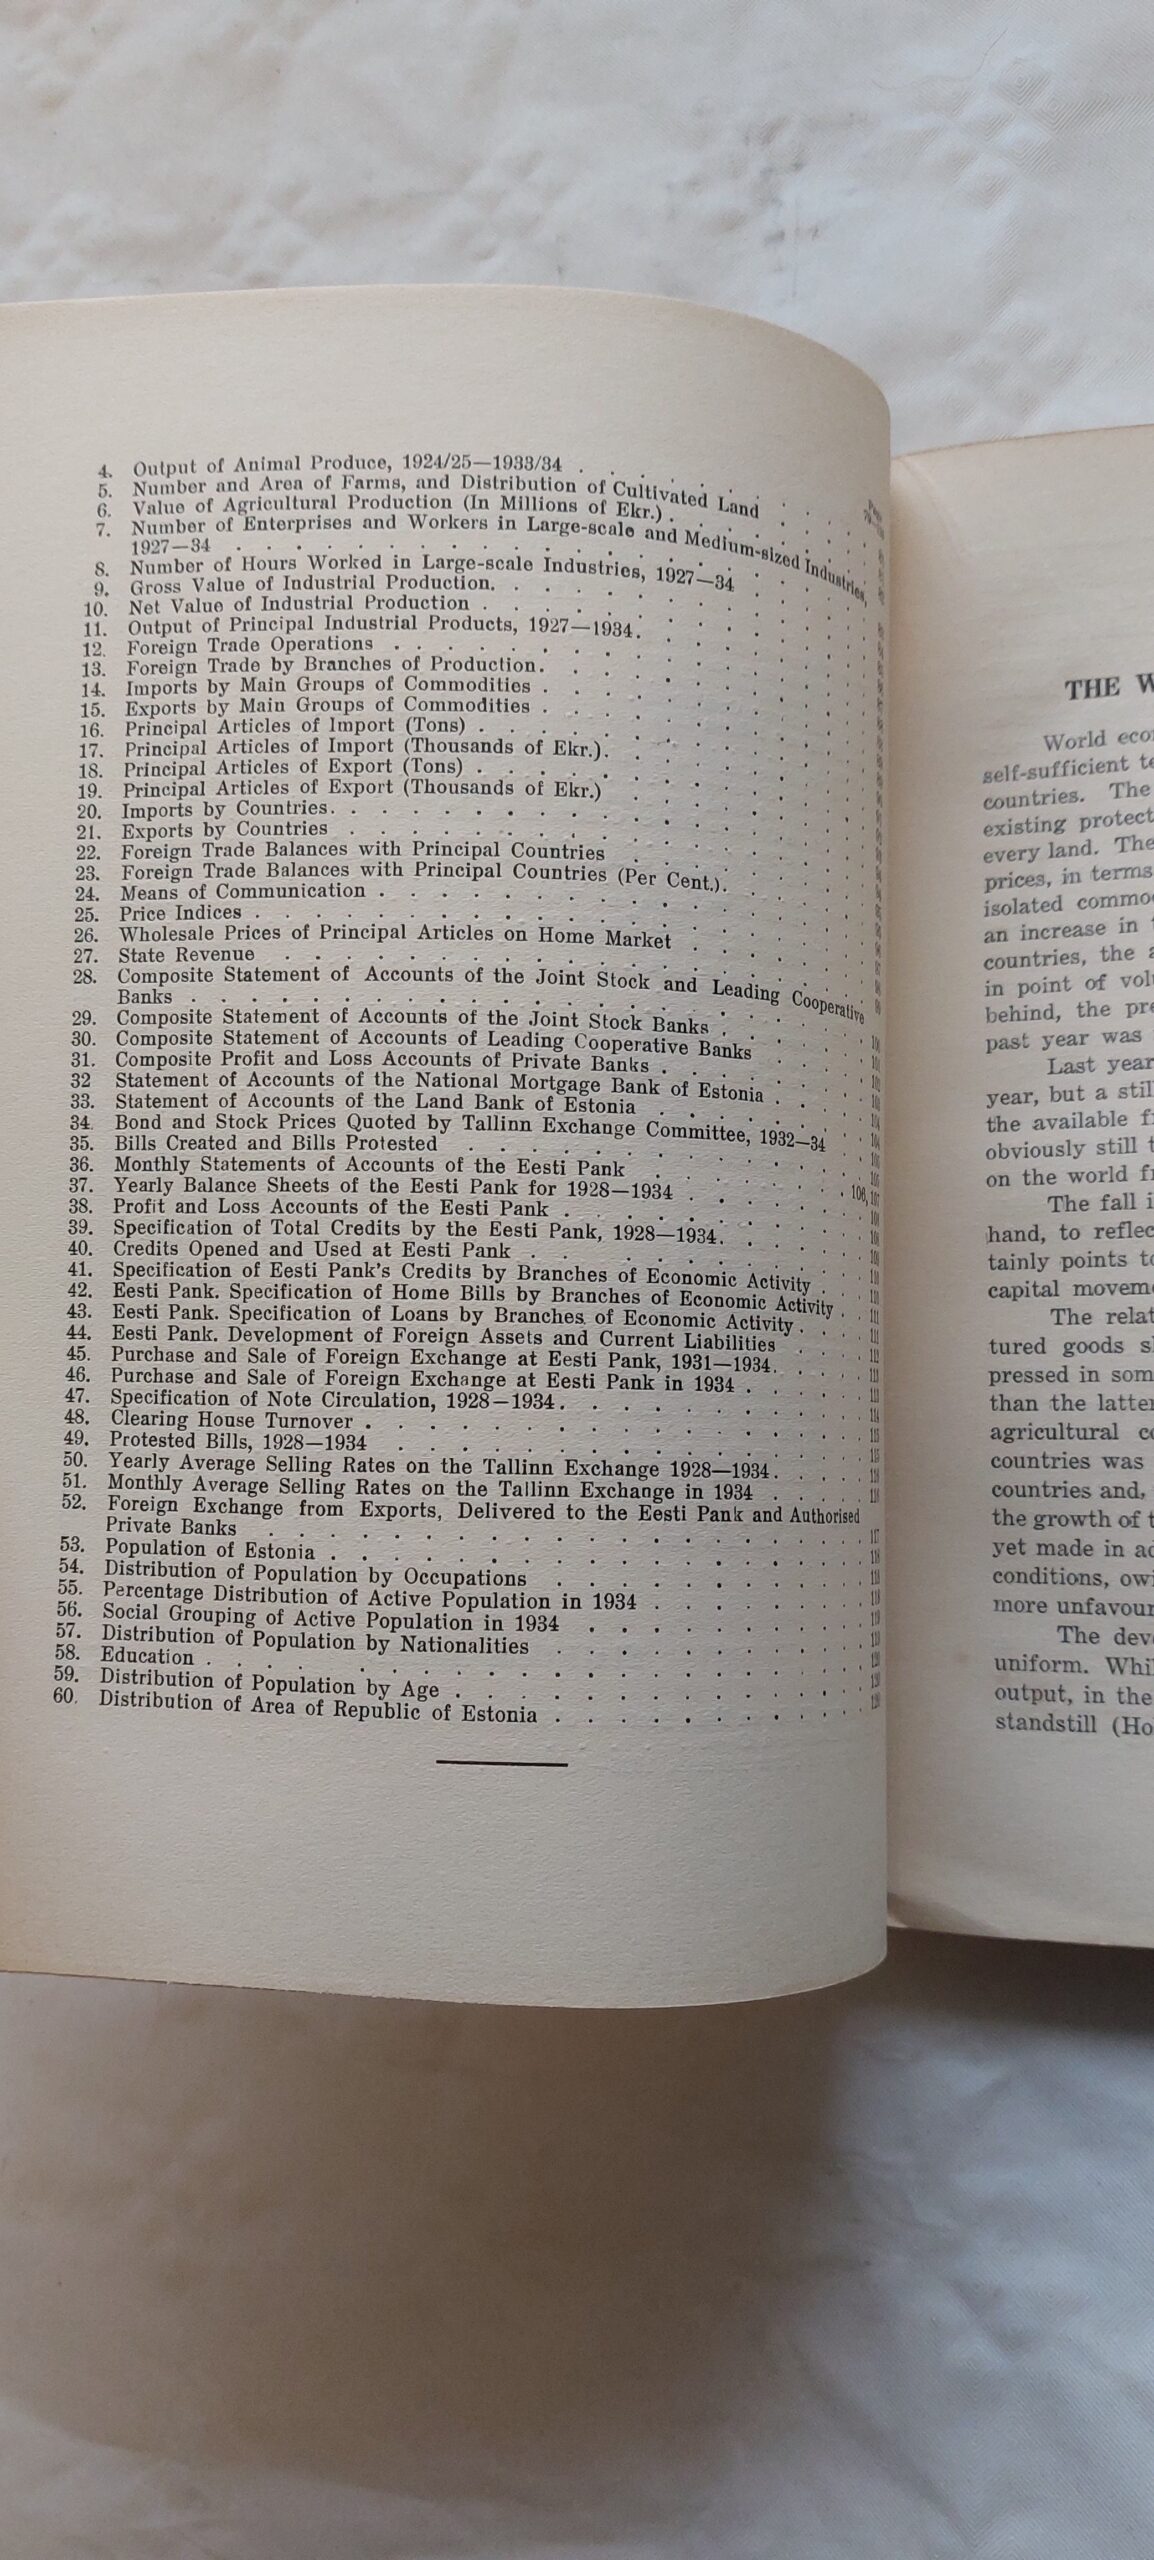 4. Output of Animal Produce, 1924/25—1933/34
5. Number and Area of Farms, and Distribution of Cultivated Land
6. Value of Agricultural Production (In Millions of Ekr.)
7. Number of Enterprises and Workers in Large-scale and Medium-sized Industries,
1927—34
8. Number of Hours Worked in Large-scale Industries, 1927—34
9. Gross Value of Industrial Production
10. Net Value of Industrial Production
11. Output of Principal Industrial Products, 1927—1934
12. Foreign Trade Operations
13. Foreign Trade by Branches of Production
14. Imports by Main Groups of Commodities
15. Exports by Main Groups of Commodities
16. Principal Articles of Import (Tons)
17. Principal Articles of Import (Thousands of Ekr.)
18. Principal Articles of Export (Tons)
19. Principal Articles of Export (Thousands of Ekr.)
20. Imports by Countries
21. Exports by Countries
22. Foreign Trade Balances with Principal Countries
23. Foreign Trade Balances with Principal Countries (Per Cent.)
24. Means of Communication
25. Price Indices
26. Wholesale Prices of Principal Articles on Home Market
27. State Revenue
28. Composite Statement of Accounts of the Joint Stock and Leading Cooperative
Banks
29. Composite Statement of Accounts of the Joint Stock Banks
30. Composite Statement of Accounts of Leading Cooperative Banks
31. Composite Profit and Loss Accounts of Private Banks
32 Statement of Accounts of the National Mortgage Bank of Estonia
33. Statement of Accounts of the Land Bank of Estonia
34. Bond and Stock Prices Quoted by Tallinn Exchange Committee, 1932—34
35. Bills Created and Bills Protested
36. Monthly Statements of Accounts of the Eesti Pank
37. Yearly Balance Sheets of the Eesti Pank for 1928—1934 106, 107
38. Profit and Loss Accounts of the Eesti Pank
39. Specification of Total Credits by the Eesti Pank, 1928—1934
40. Credits Opened and Used at Eesti Pank
41. Specification of Eesti Pank's Credits by Branches of Economic Activity
42. Eesti Pank. Specification of Home Bills by Branches of Economic Activity
43. Eesti Pank. Specification of Loans by Branches of Economic Activity
44. Eesti Pank. Development of Foreign Assets and Current Liabilities
45. Purchase and Sale of Foreign Exchange at Eesti Pank, 1931—1934
46. Purchase and Sale of Foreign Exchange at Eesti Pank in 1934
47. Specification of Note Circulation, 1928—1934
48. Clearing House Turnover
49. Protested Bills, 1928—1934
50. Yearly Average Selling Rates on the Tallinn Exchange 1928—1934
51. Monthly Average Selling Rates on the Tallinn Exchange in 1934
52. Foreign Exchange from Exports, Delivered to the Eesti Pank and Authorised
Private Banks
53. Population of Estonia
54. Distribution of Population by Occupations
55. Percentage Distribution of Active Population in 1934
56. Social Grouping of Active Population in 1934
57. Distribution of Population by Nationalities
58. Education
59. Distribution of Population by Age
60. Distribution of Area of Republic of Estonia
THE W
World eco
self-sufficient te
countries. The
existing protect
every land. The
prices, in terms
isolated commo
an increase in
countries, the a
in point of vol
behind, the pre
past year was
Last year
year, but a stil
the available f
obviously still t
on the world f
The fall i
hand, to reflec
tainly points to
capital moveme
The relat
tured goods s
pressed in som
than the latter
agricultural co
countries was
countries and,
the growth of t
yet made in ad
conditions, owi
more unfavour
The deve
uniform. Whi
output, in the
standstill (Ho